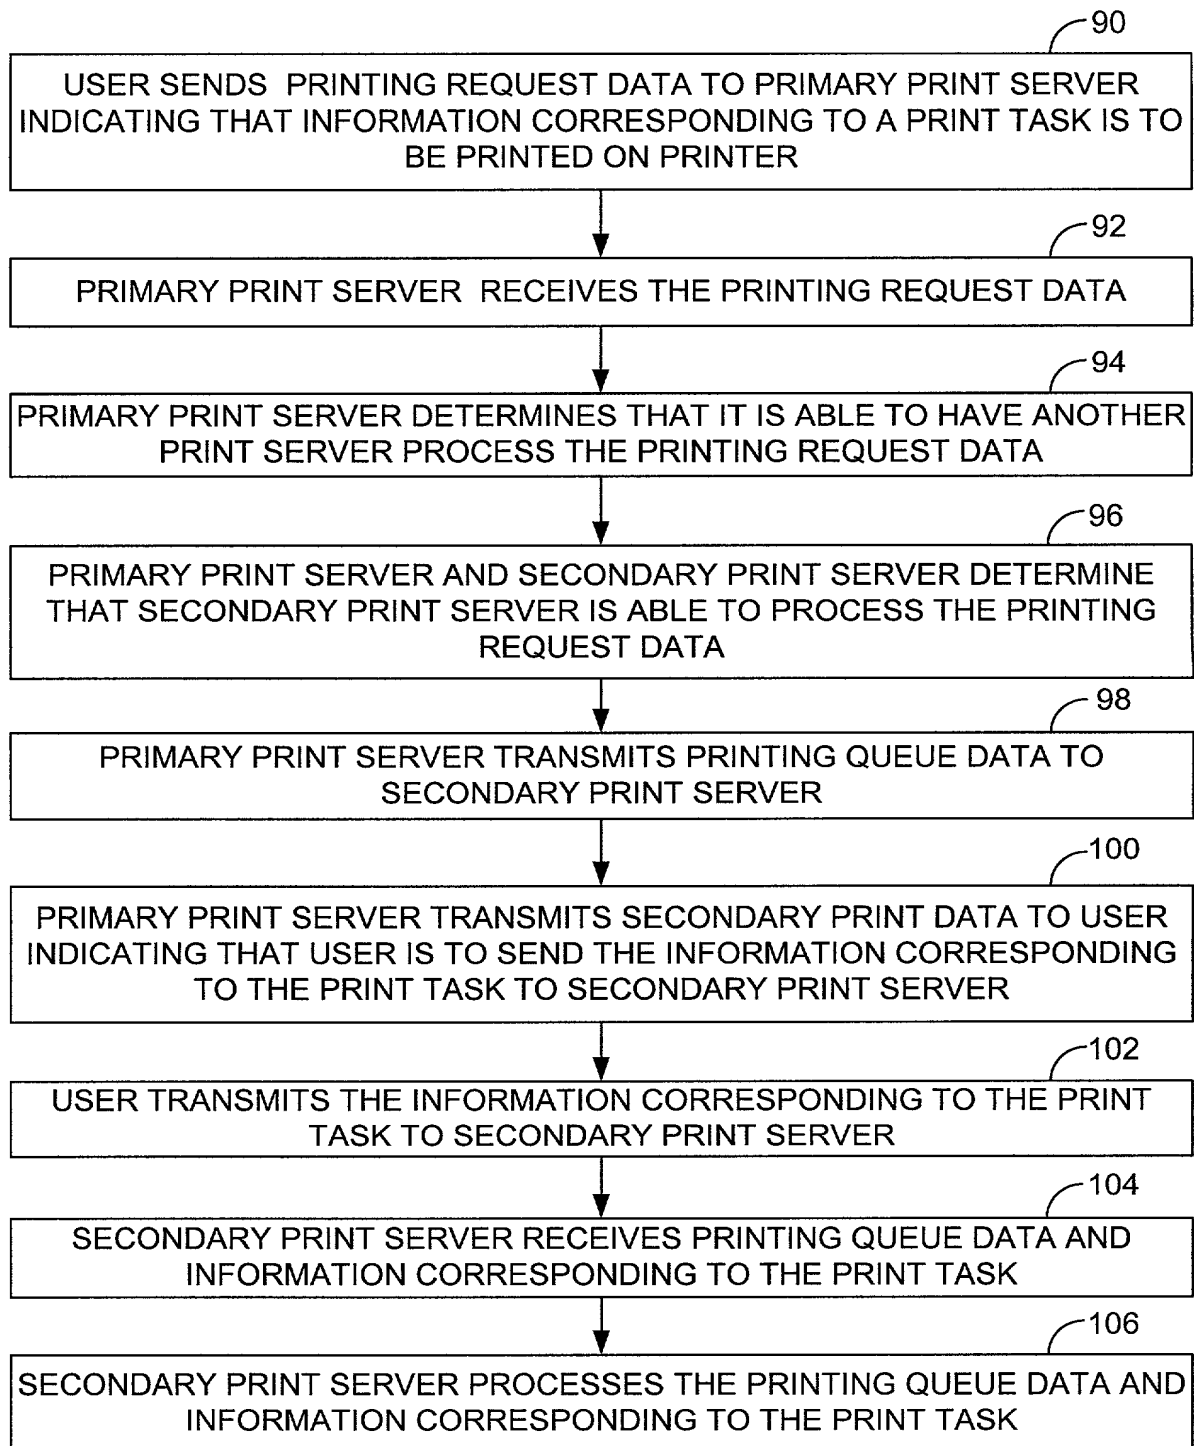 90
USER SENDS PRINTING REQUEST DATA TO PRIMARY PRINT SERVER
INDICATING THAT INFORMATION CORRESPONDING TO A PRINT TASK IS TO
BE PRINTED ON PRINTER
92
PRIMARY PRINT SERVER RECEIVES THE PRINTING REQUEST DATA
94
PRIMARY PRINT SERVER DETERMINES THAT IT IS ABLE TO HAVE ANOTHER
PRINT SERVER PROCESS THE PRINTING REQUEST DATA
96
PRIMARY PRINT SERVER AND SECONDARY PRINT SERVER DETERMINE
THAT SECONDARY PRINT SERVER IS ABLE TO PROCESS THE PRINTING
REQUEST DATA
98
PRIMARY PRINT SERVER TRANSMITS PRINTING QUEUE DATA TO
SECONDARY PRINT SERVER
100
PRIMARY PRINT SERVER TRANSMITS SECONDARY PRINT DATA TO USER
INDICATING THAT USER IS TO SEND THE INFORMATION CORRESPONDING
TO THE PRINT TASK TO SECONDARY PRINT SERVER
102
USER TRANSMITS THE INFORMATION CORRESPONDING TO THE PRINT
TASK TO SECONDARY PRINT SERVER
104
SECONDARY PRINT SERVER RECEIVES PRINTING QUEUE DATA AND
INFORMATION CORRESPONDING TO THE PRINT TASK
106
SECONDARY PRINT SERVER PROCESSES THE PRINTING QUEUE DATA AND
INFORMATION CORRESPONDING TO THE PRINT TASK